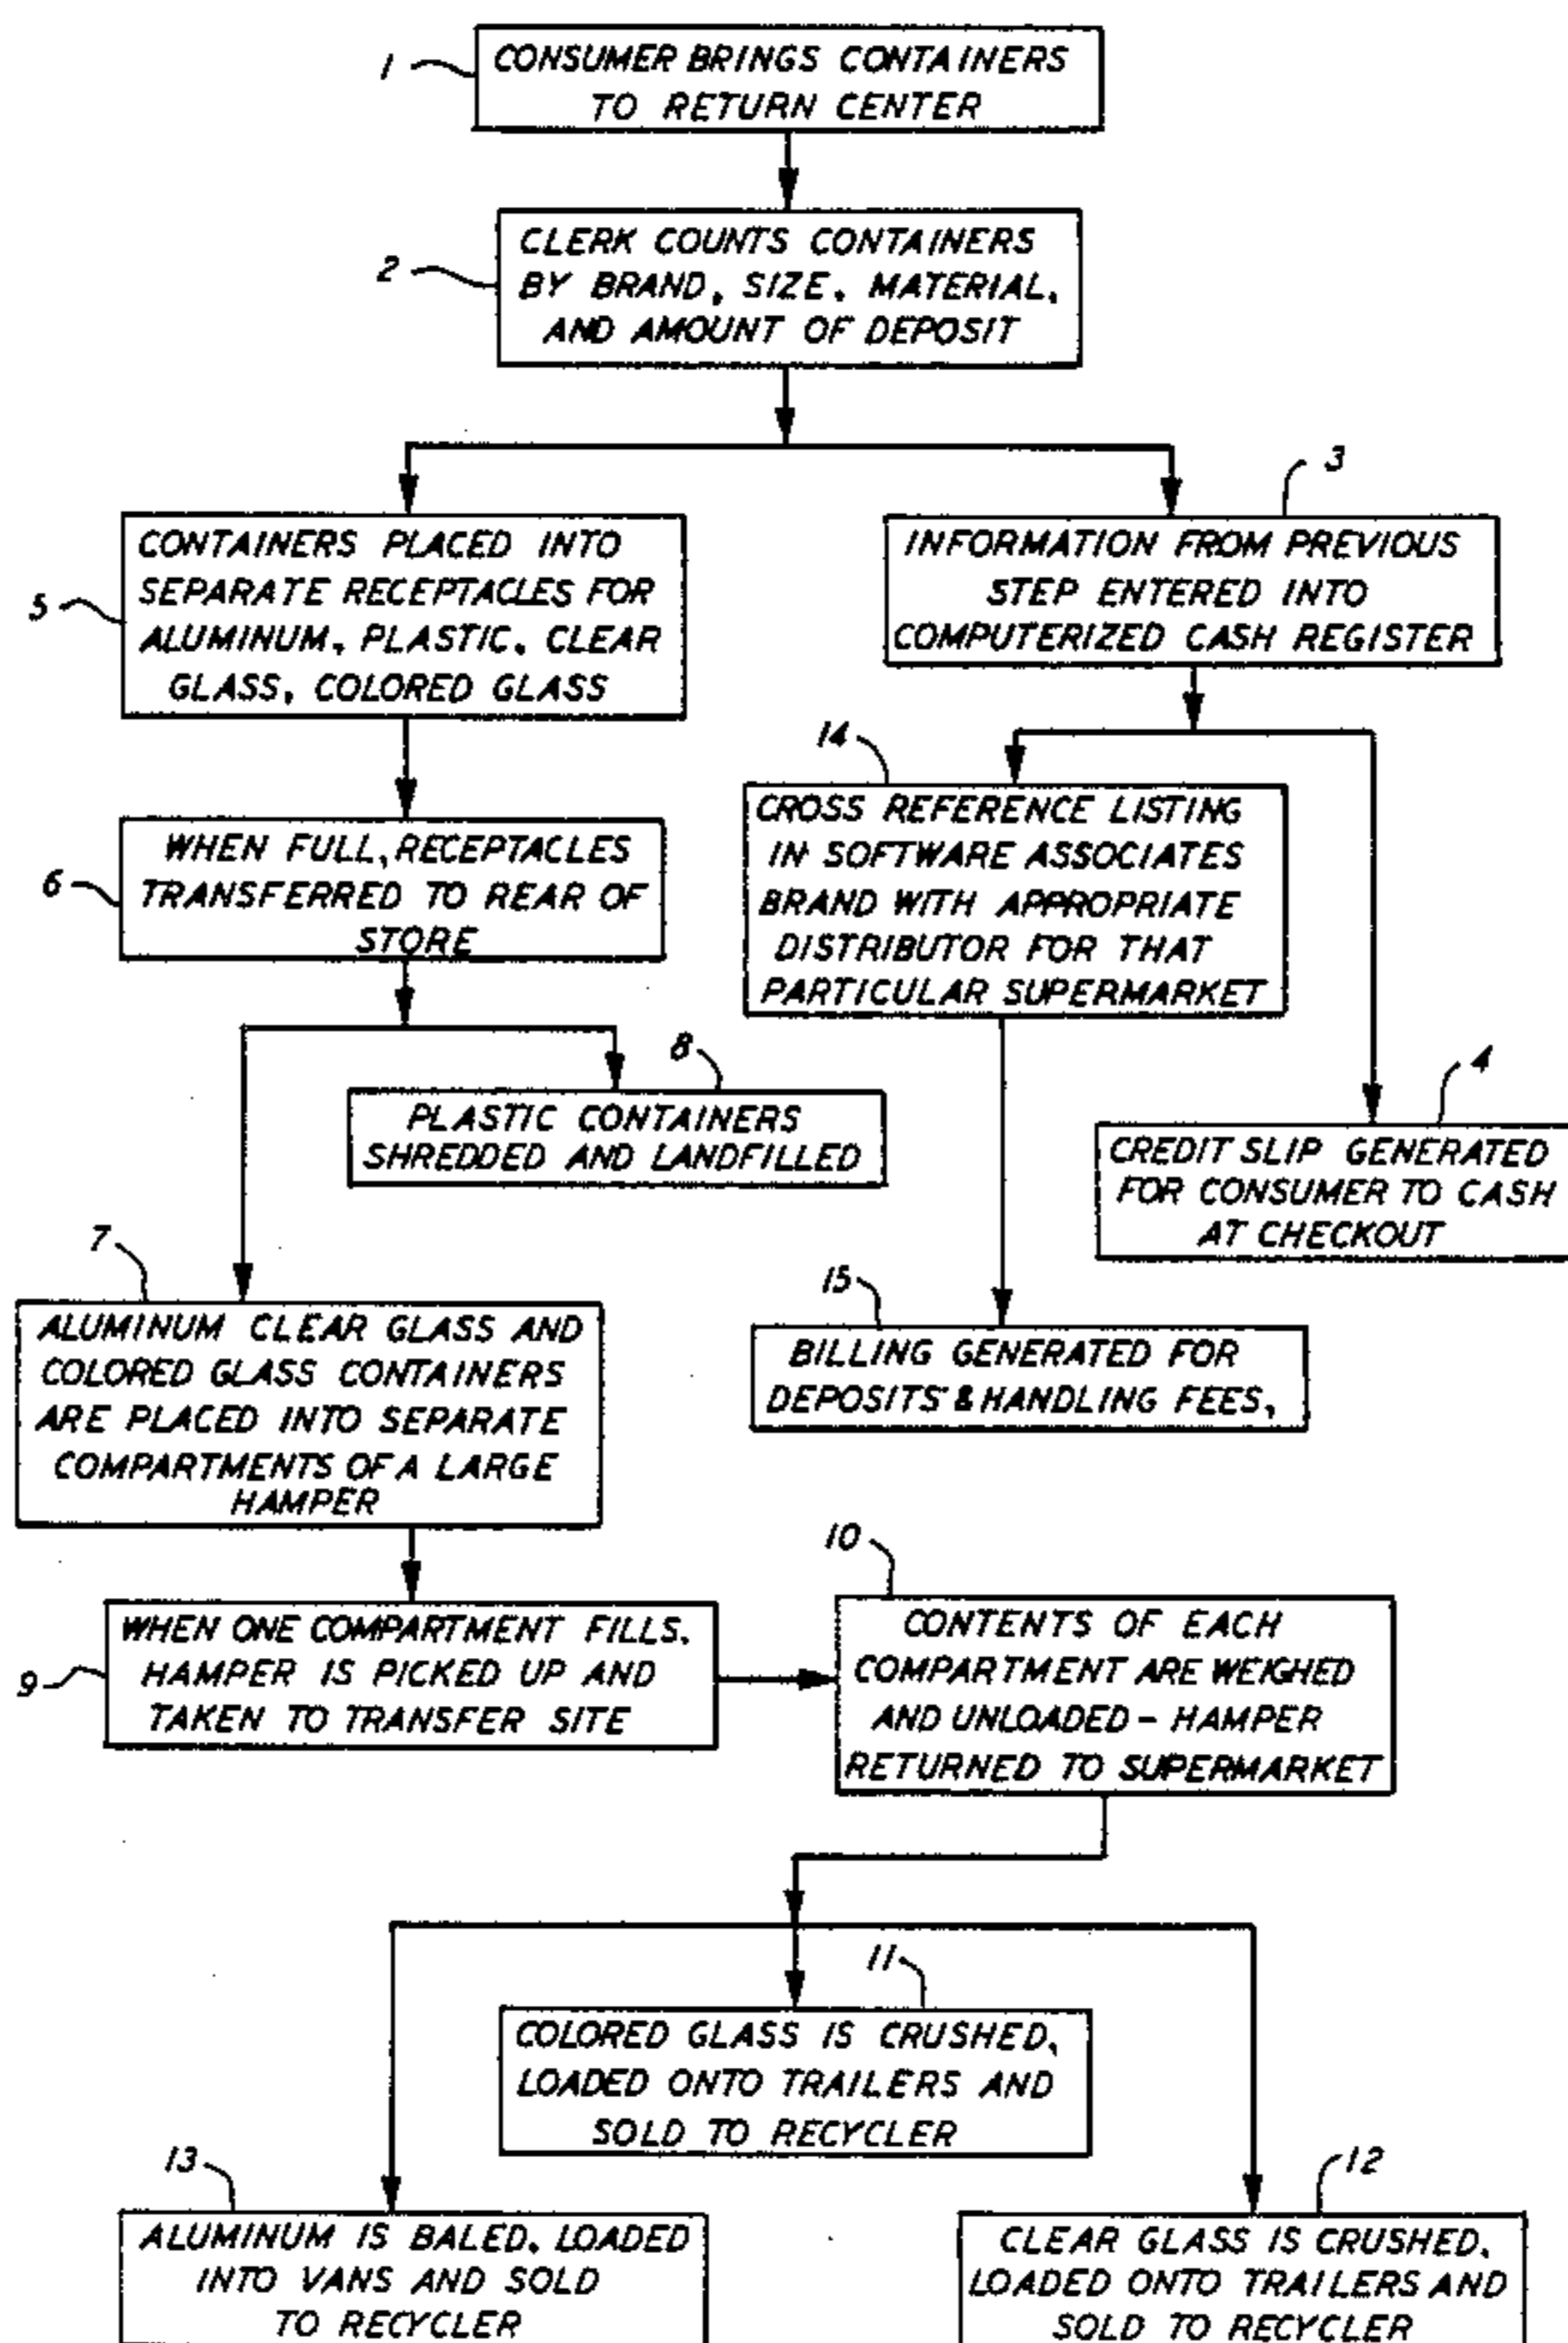 1
CONSUMER BRINGS CONTAINERS
TO RETURN CENTER
2
CLERK COUNTS CONTAINERS
BY BRAND, SIZE, MATERIAL,
AND AMOUNT OF DEPOSIT
3
INFORMATION FROM PREVIOUS
STEP ENTERED INTO
COMPUTERIZED CASH REGISTER
5
CONTAINERS PLACED INTO
SEPARATE RECEPTACLES FOR
ALUMINUM, PLASTIC, CLEAR
GLASS, COLORED GLASS
14
CROSS REFERENCE LISTING
IN SOFTWARE ASSOCIATES
BRAND WITH APPROPRIATE
DISTRIBUTOR FOR THAT
PARTICULAR SUPERMARKET
6
WHEN FULL, RECEPTACLES
TRANSFERRED TO REAR OF
STORE
8
PLASTIC CONTAINERS
SHREDDED AND LANDFILLED
4
CREDIT SLIP GENERATED
FOR CONSUMER TO CASH
AT CHECKOUT
7
ALUMINUM CLEAR GLASS AND
COLORED GLASS CONTAINERS
ARE PLACED INTO SEPARATE
COMPARTMENTS OF A LARGE
HAMPER
15
BILLING GENERATED FOR
DEPOSITS & HANDLING FEES,
9
WHEN ONE COMPARTMENT FILLS,
HAMPER IS PICKED UP AND
TAKEN TO TRANSFER SITE
10
CONTENTS OF EACH
COMPARTMENT ARE WEIGHED
AND UNLOADED - HAMPER
RETURNED TO SUPERMARKET
11
COLORED GLASS IS CRUSHED,
LOADED ONTO TRAILERS AND
SOLD TO RECYCLER
13
ALUMINUM IS BALED, LOADED
INTO VANS AND SOLD
TO RECYCLER
12
CLEAR GLASS IS CRUSHED,
LOADED ONTO TRAILERS AND
SOLD TO RECYCLER